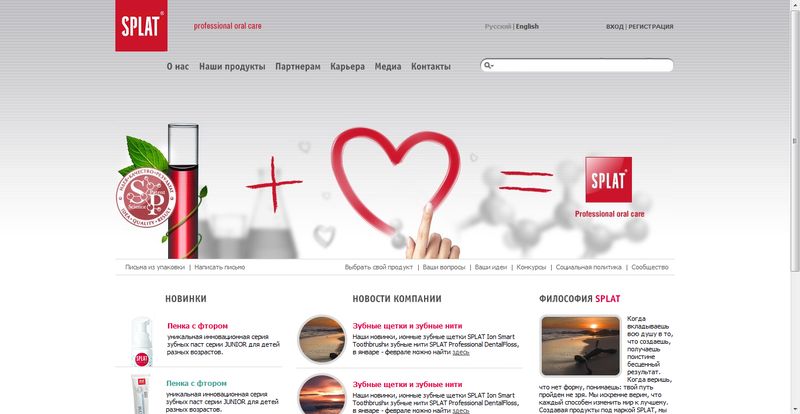 SPLAT®
professional oral care
Русский | English
ВХОД | РЕГИСТРАЦИЯ
О нас Наши продукты Партнерам Карьера Медиа Контакты
SPLAT®
Professional oral care
Письма из упаковки | Написать письмо
Выбрать свой продукт | Ваши вопросы | Ваши идеи | Конкурсы | Социальная политика | Сообщество
НОВИНКИ
Пенка с фтором
уникальная инновационная серия
зубных паст серии JUNIOR для детей
разных возрастов.
SPLAT
Пенка с фтором
уникальная инновационная серия
зубных паст серии JUNIOR для детей
разных возрастов.
НОВОСТИ КОМПАНИИ
Зубные щетки и зубные нити
Наши новинки, ионные зубные щетки SPLAT Ion Smart
Toothbrushи зубные нити SPLAT Professional DentalFloss,
в январе - феврале можно найти здесь
Зубные щетки и зубные нити
Наши новинки, ионные зубные щетки SPLAT Ion Smart
Toothbrushи зубные нити SPLAT Professional DentalFloss,
в январе - феврале можно найти здесь
ФИЛОСОФИЯ SPLAT
Когда
вкладываешь
всю душу в то,
что создаешь,
получаешь
поистине
бесценный
результат.
Когда веришь,
что нет форму, понимаешь: твой путь
пройден не зря. Мы искренне верим, что
каждый способен изменить мир к лучшему.
Создавая продукты под маркой SPLAT, мы